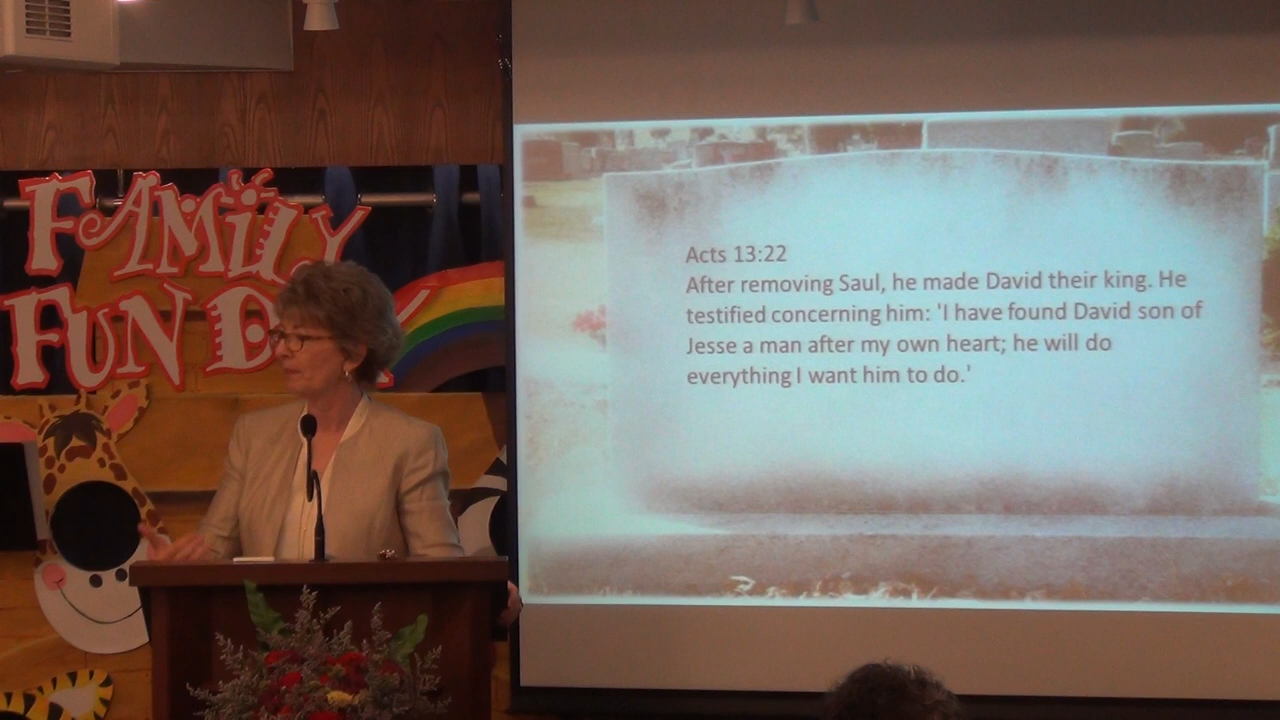 FAMILY
FUN DAY
Acts 13:22
After removing Saul, he made David their king. He
testified concerning him: 'I have found David son of
Jesse a man after my own heart; he will do
everything I want him to do.'